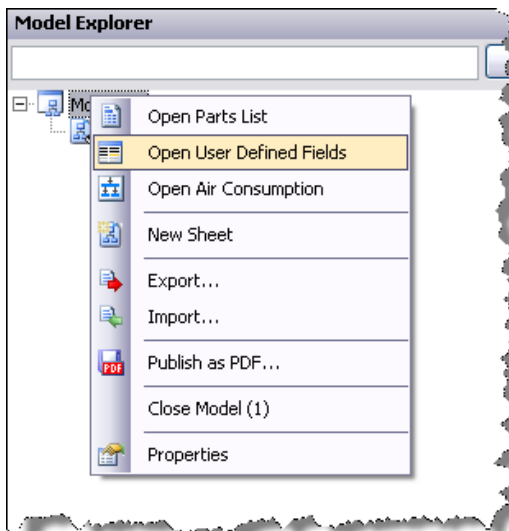 Model Explorer
Open Parts List
Open User Defined Fields
Open Air Consumption
New Sheet
Export...
Import...
PDF
Publish as PDF...
Close Model (1)
Properties